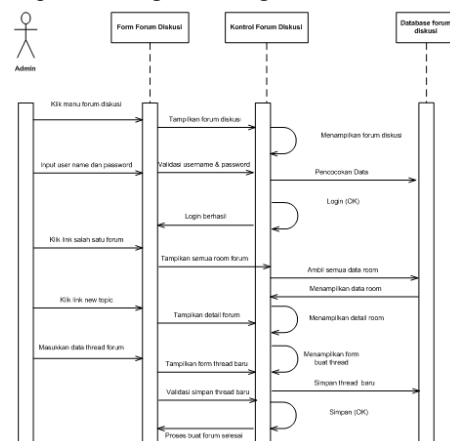 Form Forum Diskusi
Kontrol Forum Diskusi
Database forum
diskusi
Admin
Klik menu forum diskusi
Tampilkan forum diskusi
Menampilkan forum diskusi
Input user name dan password
Validasi username & password
Pencocokan Data
Login (OK)
Login berhasil
Klik link salah satu forum
Tampilkan semua room forum
Ambil semua data room
Menampilkan data room
Klik link new topic
Tampilkan detail forum
Menampilkan detail room
Masukkan data thread forum
Menampilkan form
buat thread
Tampilkan form thread baru
Simpan thread baru
Validasi simpan thread baru
Simpan (OK)
Proses buat forum selesai